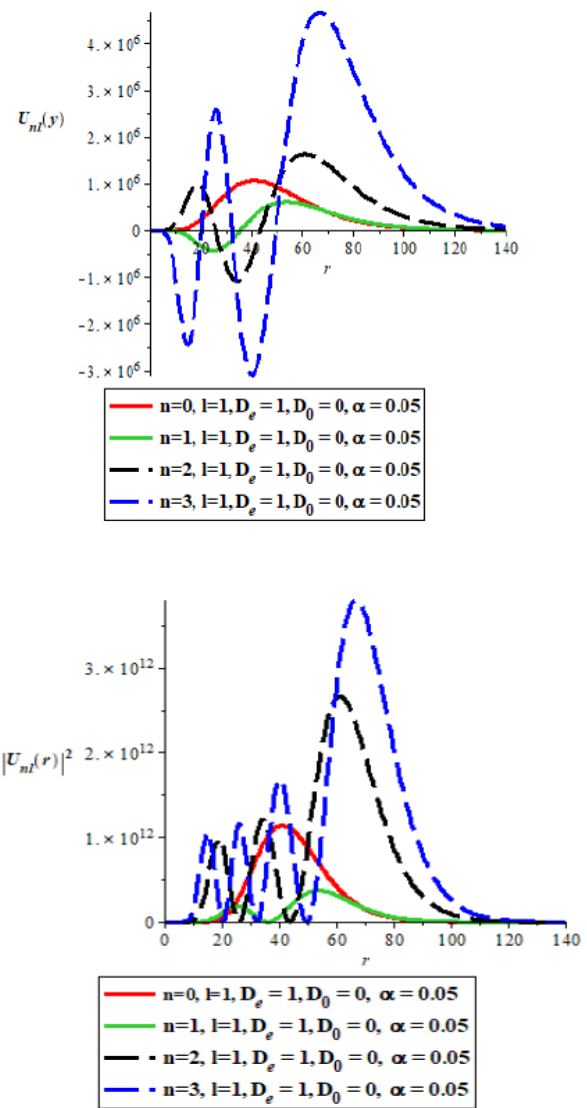 4. × 10⁶
3. × 10⁶
U_nl(y)
2. × 10⁶
1. × 10⁶
0
20 40 60 80 100 120 140
r
−1. × 10⁶
−2. × 10⁶
−3. × 10⁶
n=0, l=1, D_e = 1, D_0 = 0, α = 0.05
n=1, l=1, D_e = 1, D_0 = 0, α = 0.05
n=2, l=1, D_e = 1, D_0 = 0, α = 0.05
n=3, l=1, D_e = 1, D_0 = 0, α = 0.05
3. × 10¹²
2. × 10¹²
|U_nl(r)|²
1. × 10¹²
0
0 20 40 60 80 100 120 140
r
n=0, l=1, D_e = 1, D_0 = 0, α = 0.05
n=1, l=1, D_e = 1, D_0 = 0, α = 0.05
n=2, l=1, D_e = 1, D_0 = 0, α = 0.05
n=3, l=1, D_e = 1, D_0 = 0, α = 0.05